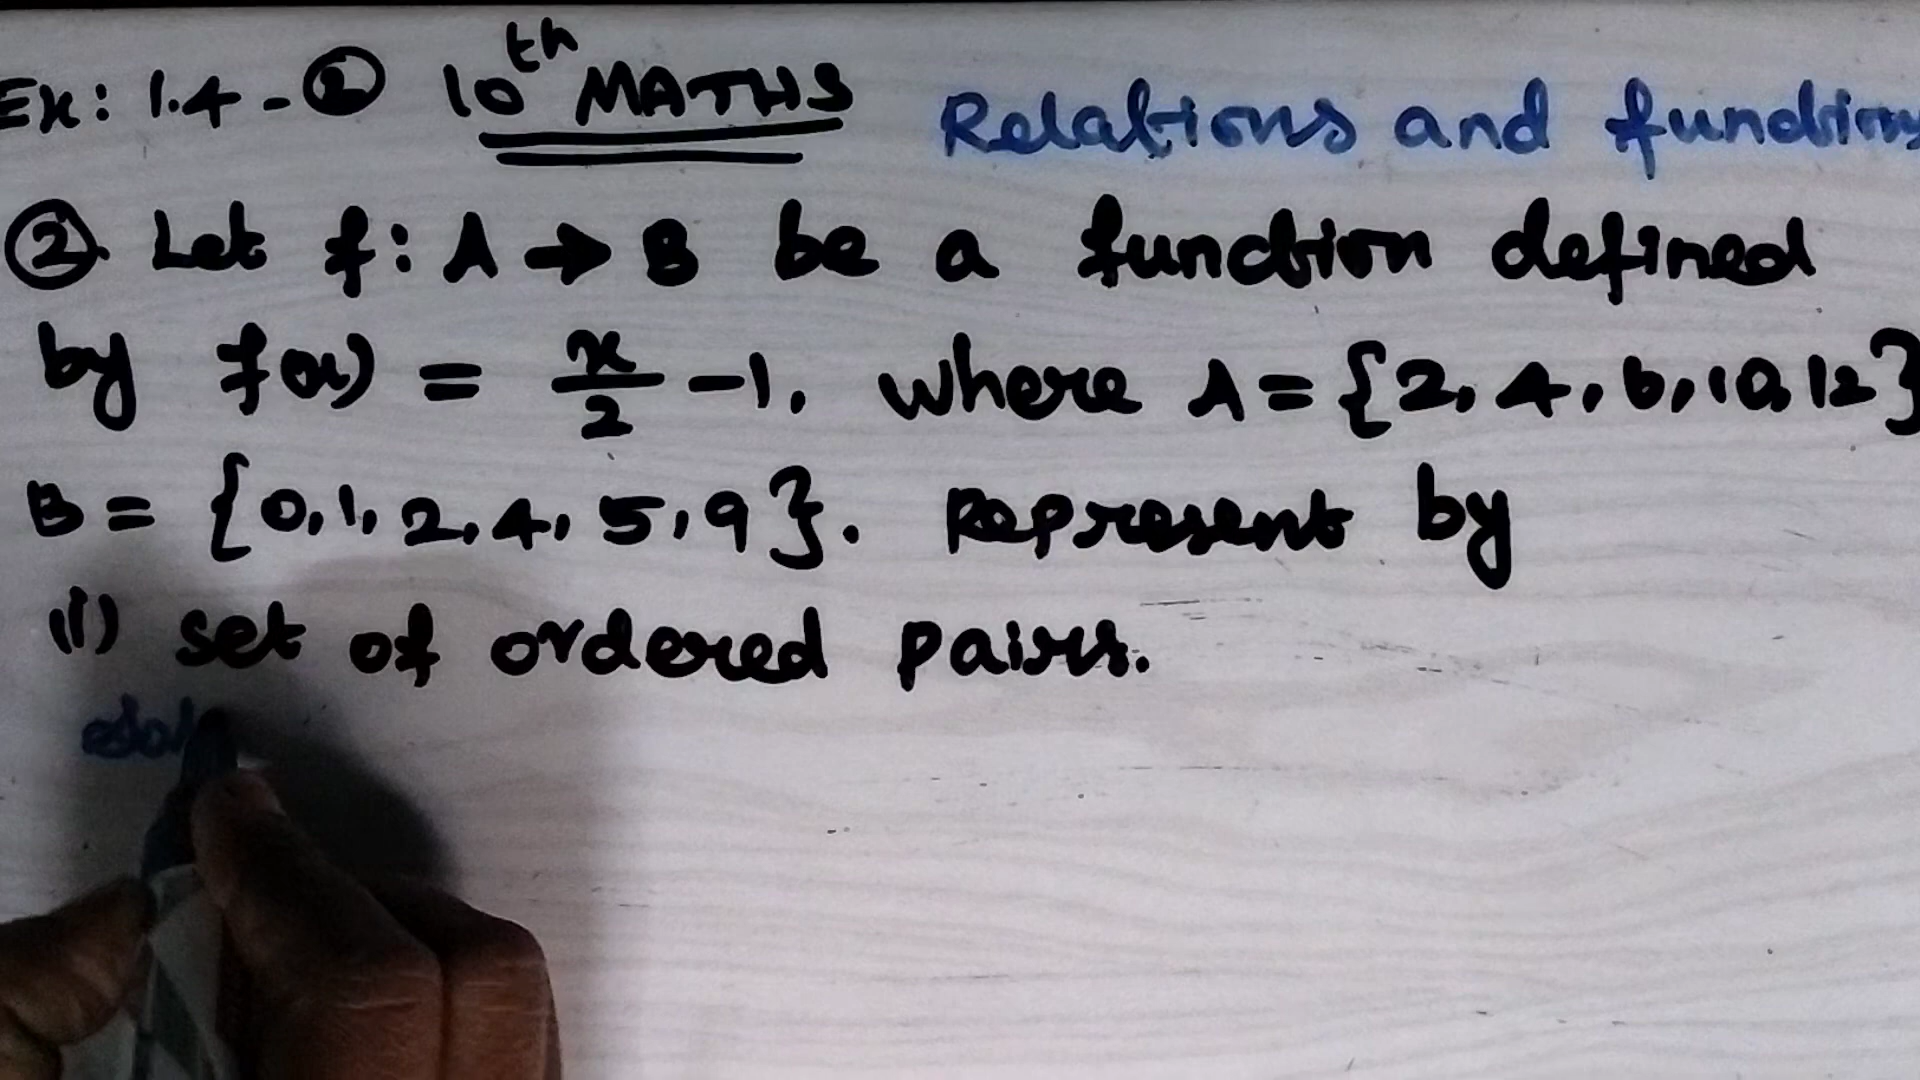 Ex: 1.4 - ② 10th MATHS Relations and functions
②. Let f: A → B be a function defined
by f(x) = x/2 - 1. where A = {2, 4, 6, 10, 12}
B = {0, 1, 2, 4, 5, 9}. Represent by
(i) set of ordered pairs.